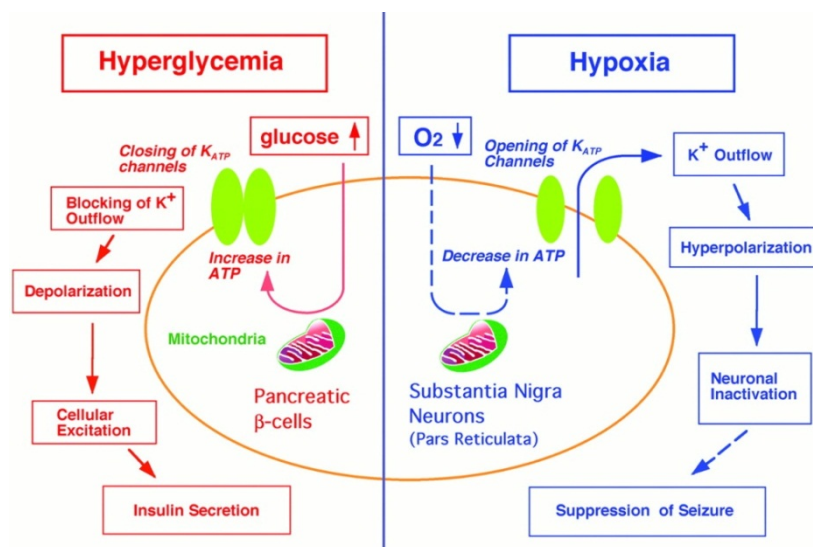 Hyperglycemia
glucose
Closing of K ATP
channels
Blocking of K+
Outflow
Increase in
ATP
Depolarization
Mitochondria
Pancreatic
β-cells
Cellular
Excitation
Insulin Secretion
Hypoxia
O2
Opening of K ATP
Channels
K+ Outflow
Decrease in ATP
Hyperpolarization
Substantia Nigra
Neurons
(Pars Reticulata)
Neuronal
Inactivation
Suppression of Seizure